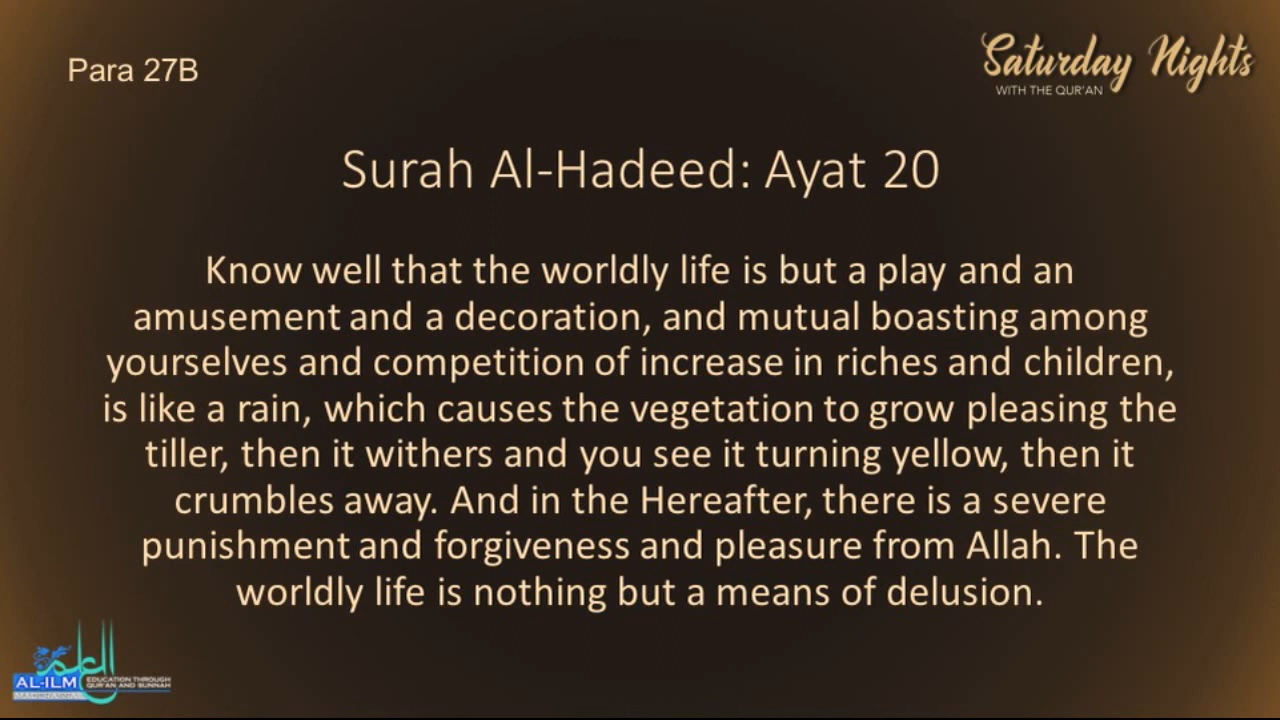 Para 27B
Saturday Nights
WITH THE QUR'AN
Surah Al-Hadeed: Ayat 20
Know well that the worldly life is but a play and an
amusement and a decoration, and mutual boasting among
yourselves and competition of increase in riches and children,
is like a rain, which causes the vegetation to grow pleasing the
tiller, then it withers and you see it turning yellow, then it
crumbles away. And in the Hereafter, there is a severe
punishment and forgiveness and pleasure from Allah. The
worldly life is nothing but a means of delusion.
العلم
AL-ILM
EDUCATION THROUGH
QUR'AN AND SUNNAH